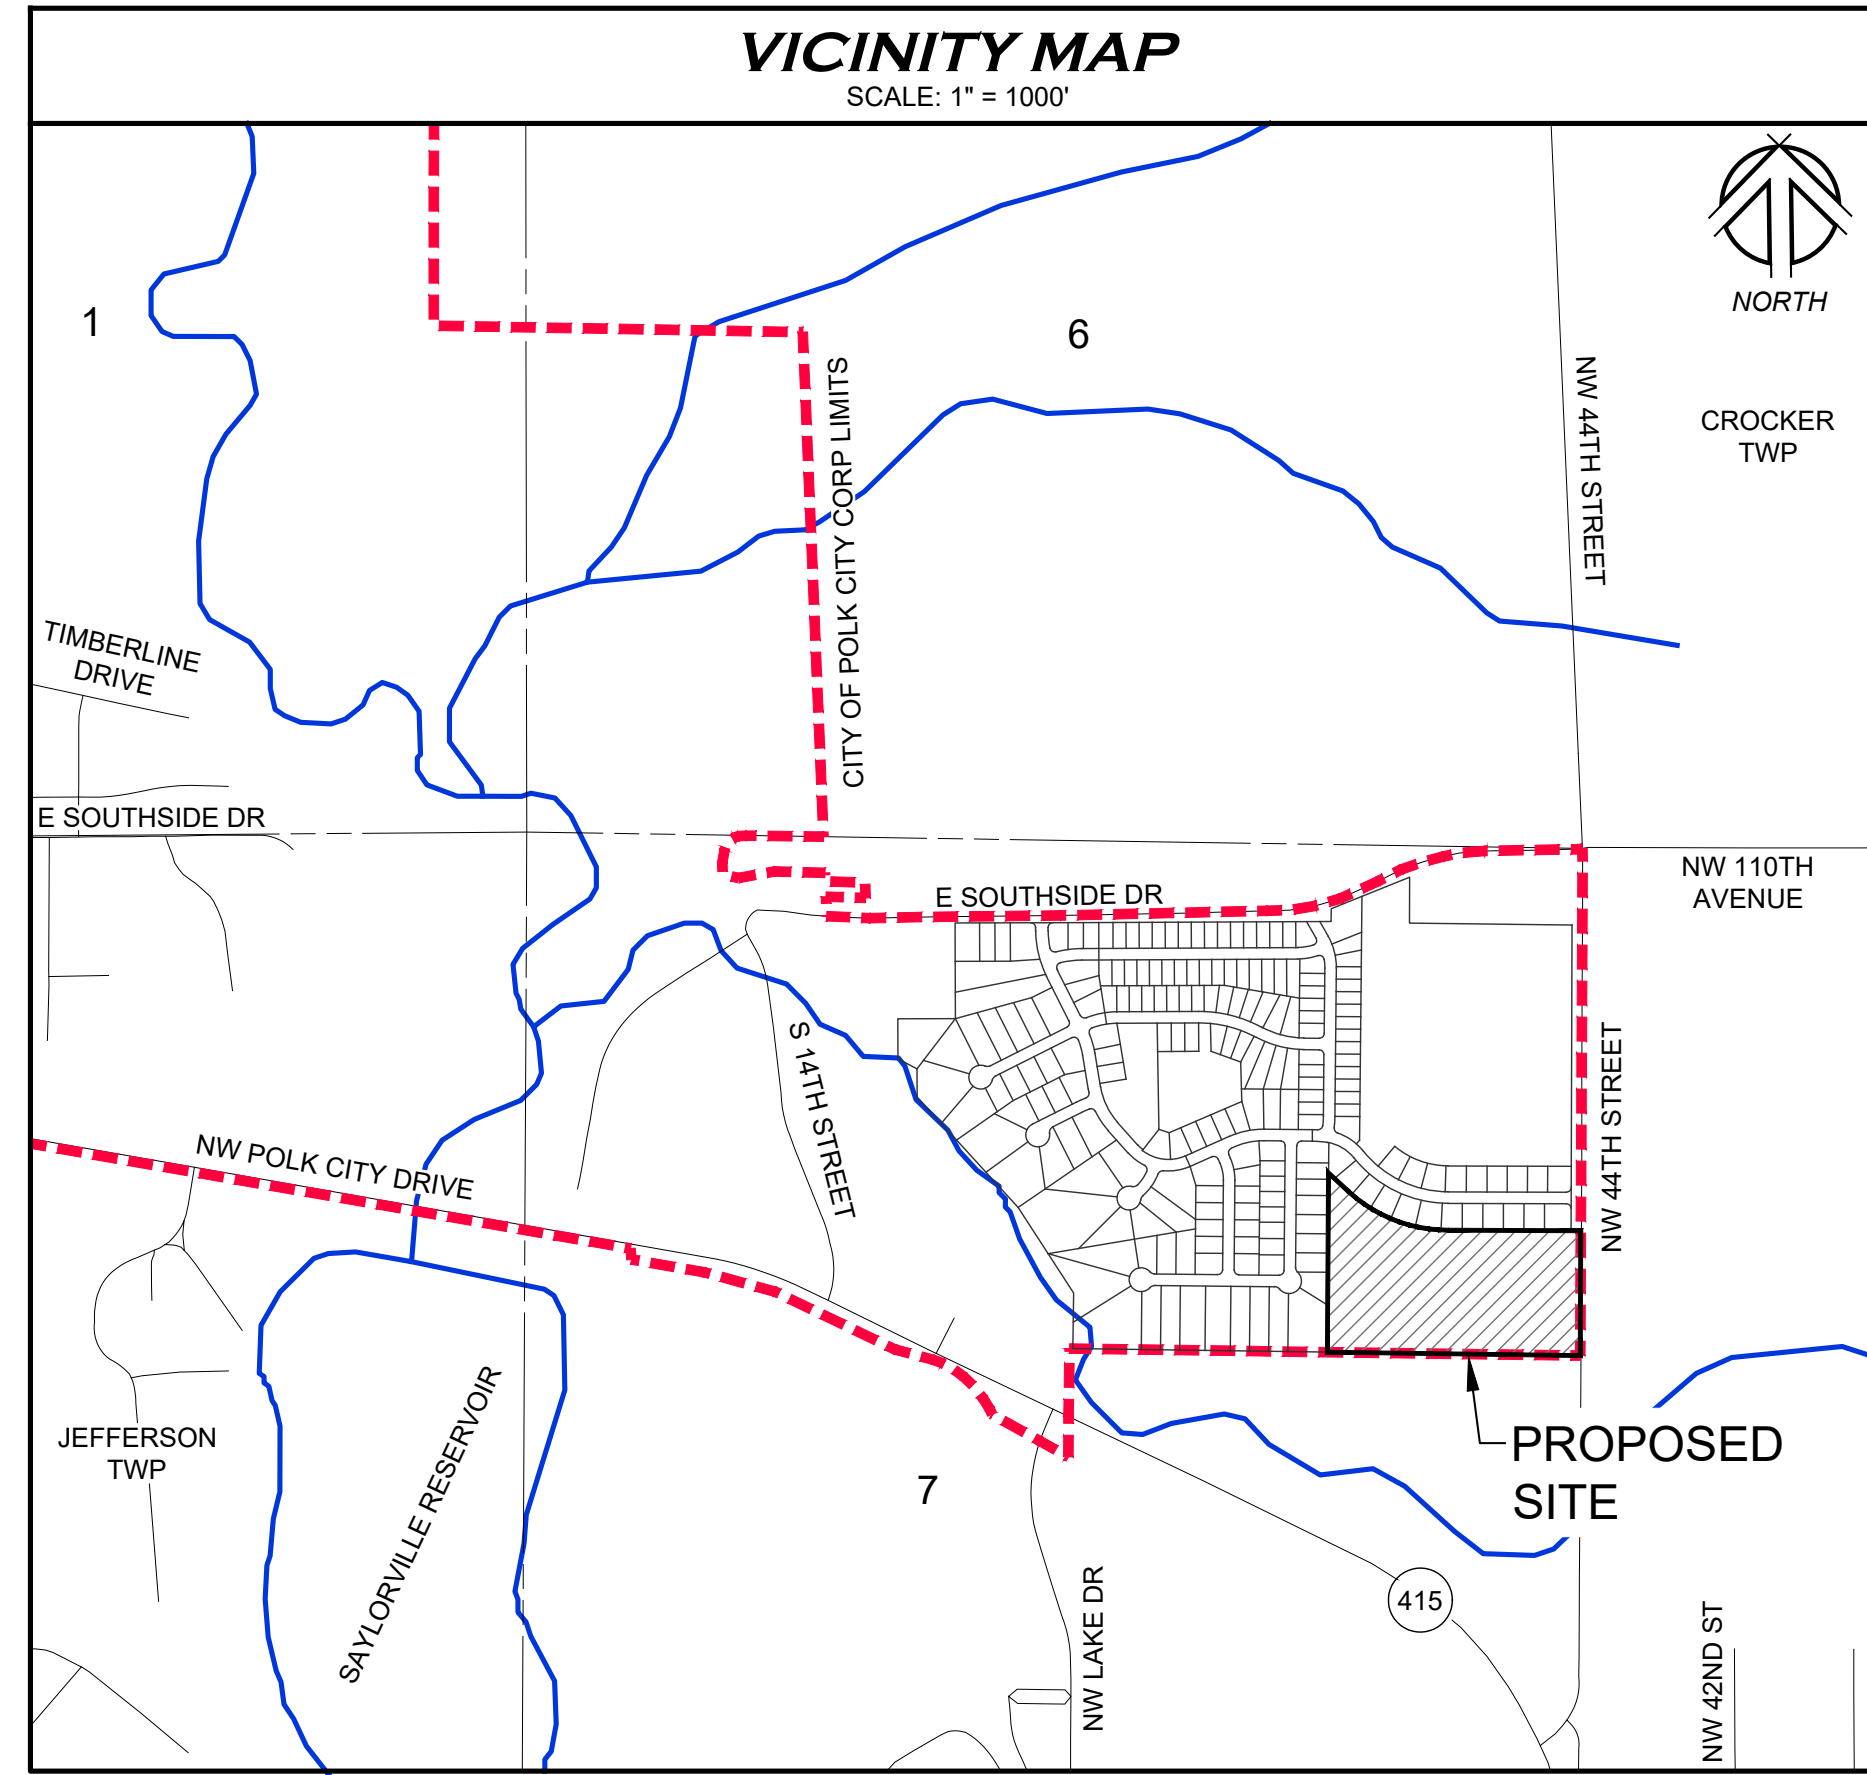 VICINITY MAP
SCALE: 1" = 1000'
NORTH
1
6
CITY OF POLK CITY CORP LIMITS
NW 44TH STREET
CROCKER
TWP
TIMBERLINE
DRIVE
E SOUTHSIDE DR
NW 110TH
AVENUE
E SOUTHSIDE DR
S 14TH STREET
NW 44TH STREET
NW POLK CITY DRIVE
JEFFERSON
TWP
SAYLORVILLE RESERVOIR
7
PROPOSED
SITE
415
NW LAKE DR
NW 42ND ST